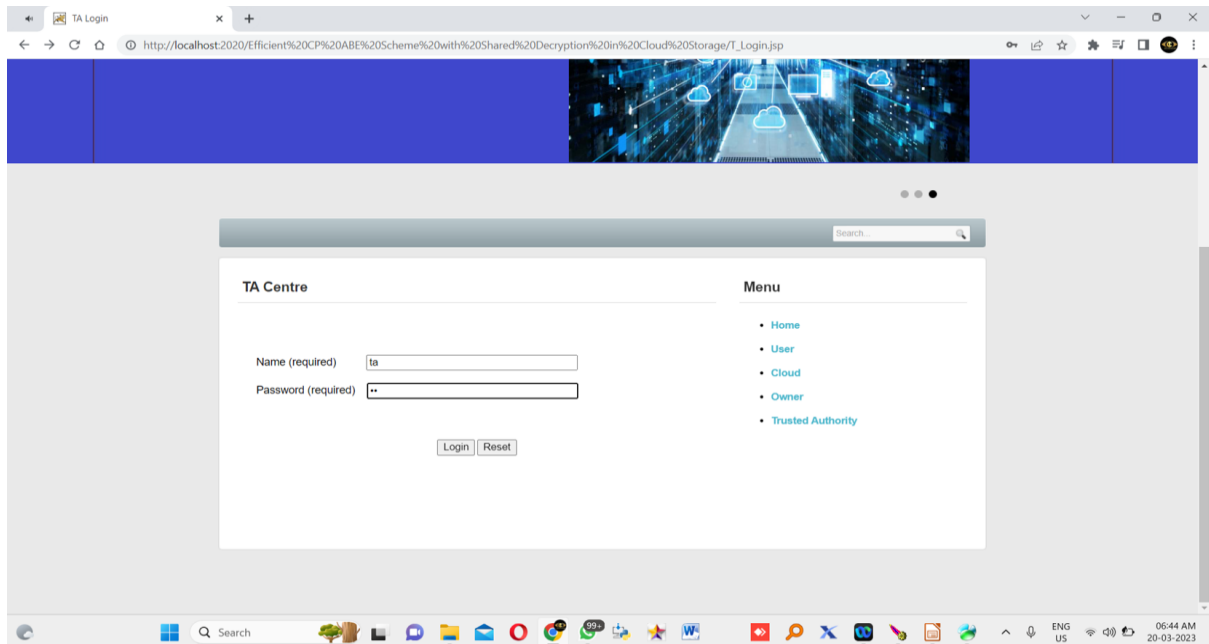 TA Login
http://localhost:2020/Efficient%20CP%20ABE%20Scheme%20with%20Shared%20Decryption%20in%20Cloud%20Storage/T_Login.jsp
Search...
TA Centre
Menu
Name (required) ta
Password (required) ••
Login Reset
Home
User
Cloud
Owner
Trusted Authority
Search
99+
W
ENG
US
06:44 AM
20-03-2023